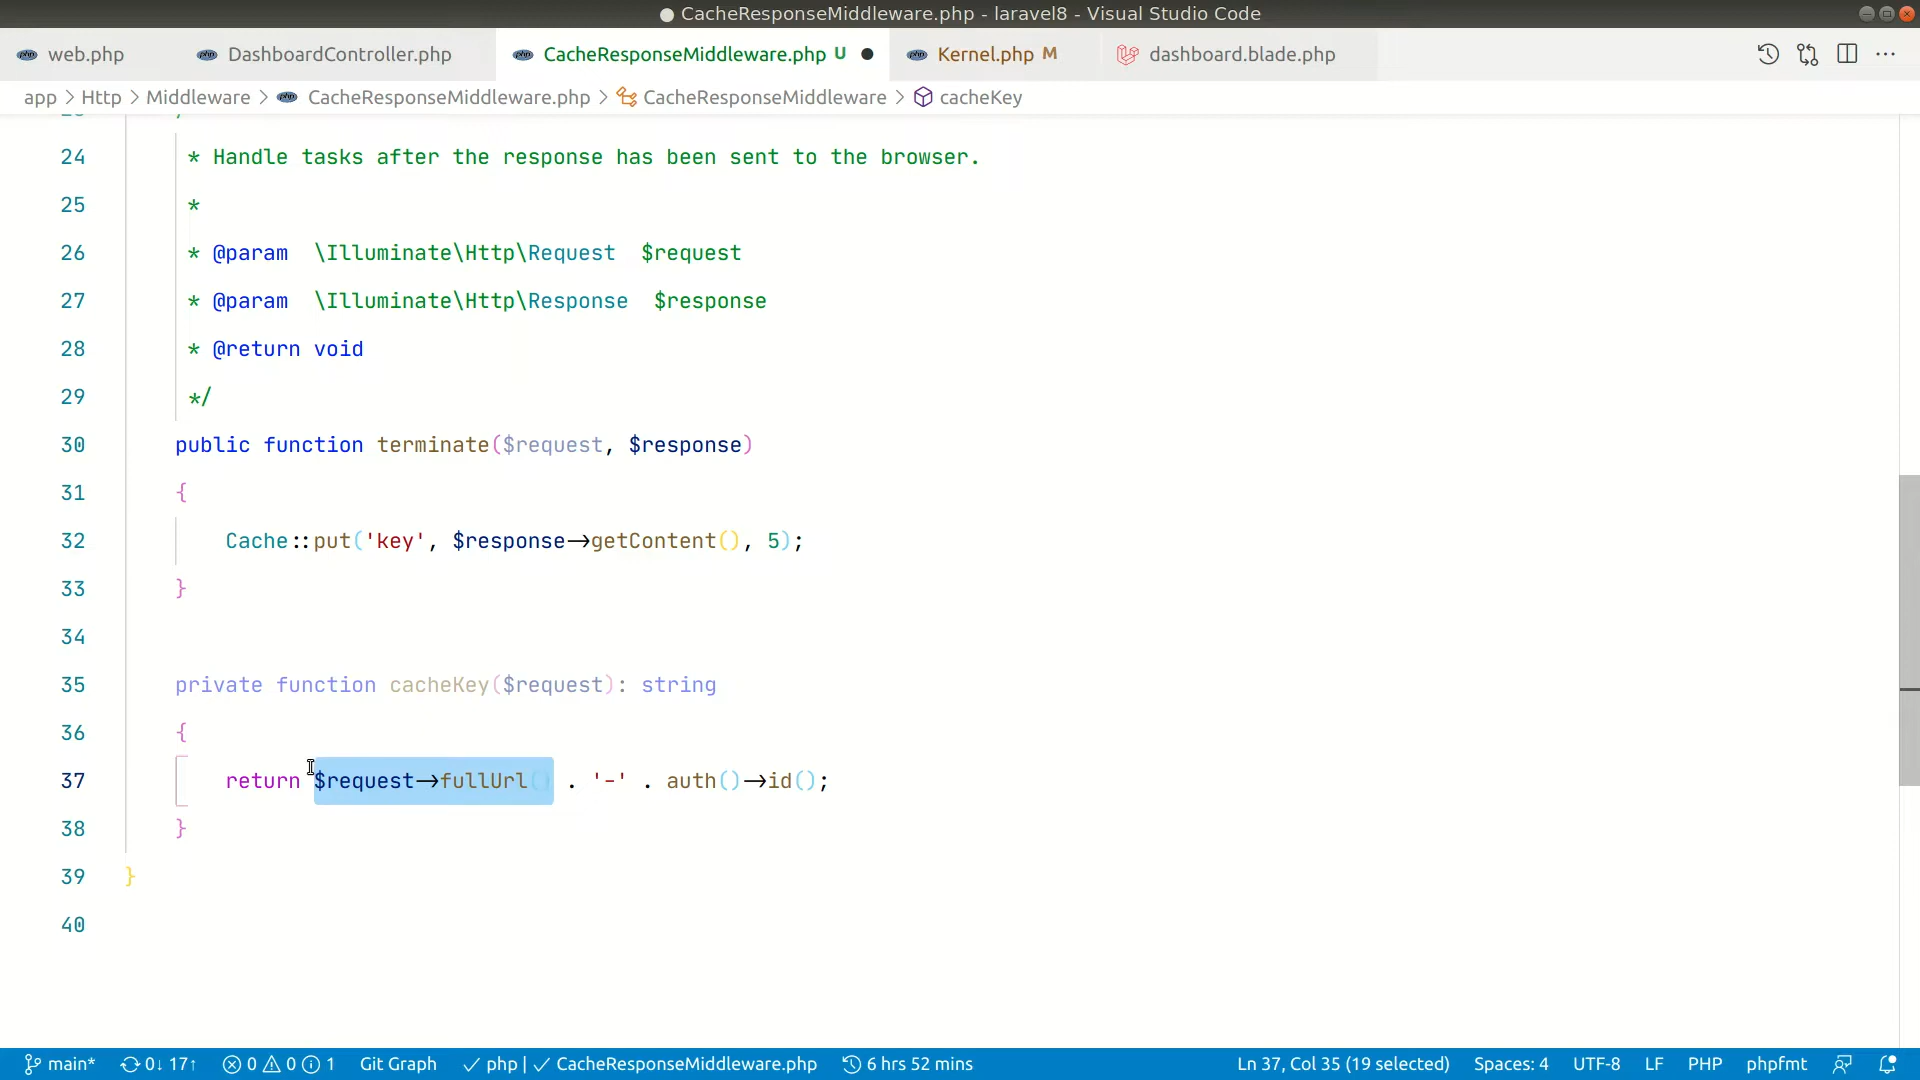 CacheResponseMiddleware.php - laravel8 - Visual Studio Code
web.php DashboardController.php CacheResponseMiddleware.php U Kernel.php M dashboard.blade.php
app > Http > Middleware > CacheResponseMiddleware.php > CacheResponseMiddleware > cacheKey
24 * Handle tasks after the response has been sent to the browser.
25 *
26 * @param \Illuminate\Http\Request $request
27 * @param \Illuminate\Http\Response $response
28 * @return void
29 */
30 public function terminate($request, $response)
31 {
32 Cache::put('key', $response->getContent(), 5);
33 }
34
35 private function cacheKey($request): string
36 {
37 return $request->fullUrl() . '-' . auth()->id();
38 }
39 }
40
main* 0↓ 17↑ 0 0 1 Git Graph ✓ php | ✓ CacheResponseMiddleware.php 6 hrs 52 mins Ln 37, Col 35 (19 selected) Spaces: 4 UTF-8 LF PHP phpfmt